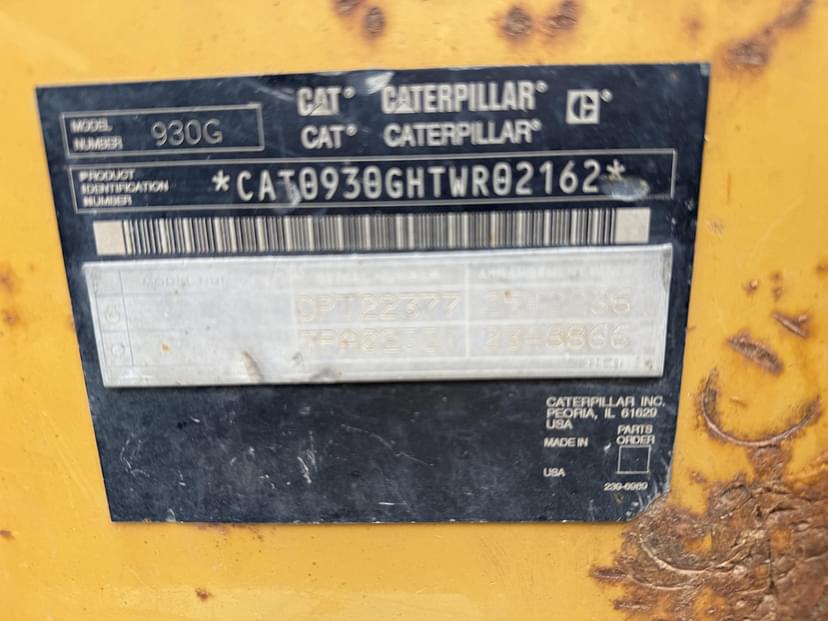 CAT® CATERPILLAR® C®
MODEL NUMBER 930G
CAT® CATERPILLAR®
PRODUCT IDENTIFICATION NUMBER *CAT0930GHTWR02162*
CATERPILLAR INC.
PEORIA, IL 61629
USA
MADE IN
USA
PARTS ORDER
239-6969